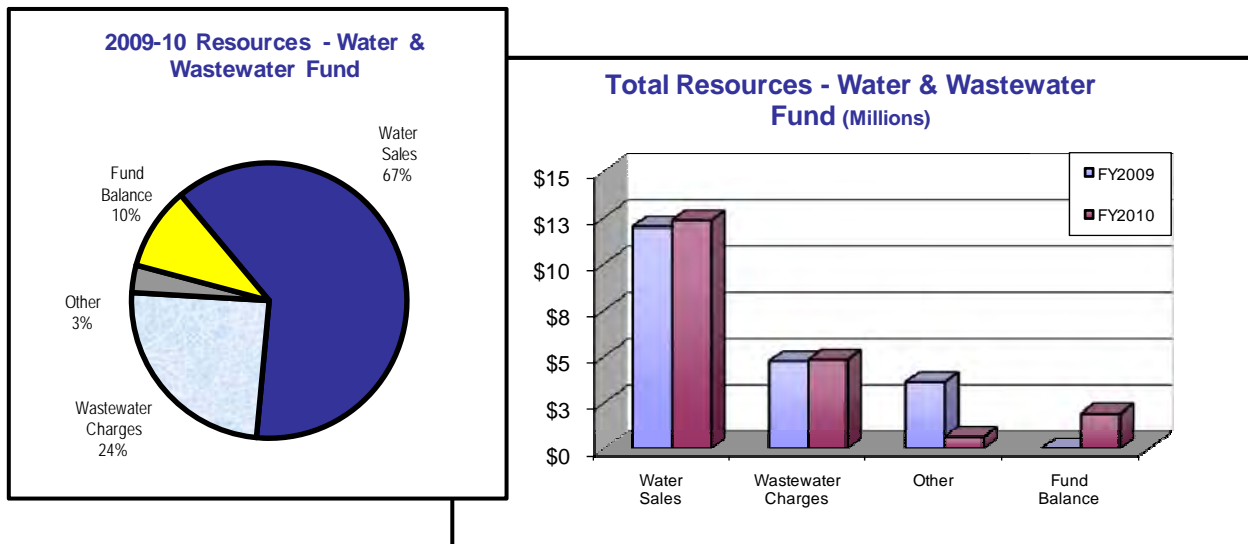 2009-10 Resources - Water &
Wastewater Fund
Water
Sales
67%
Fund
Balance
10%
Other
3%
Wastewater
Charges
24%
Total Resources - Water & Wastewater
Fund (Millions)
$15
$13
$10
$8
$5
$3
$0
FY2009
FY2010
Water
Sales
Wastewater
Charges
Other
Fund
Balance